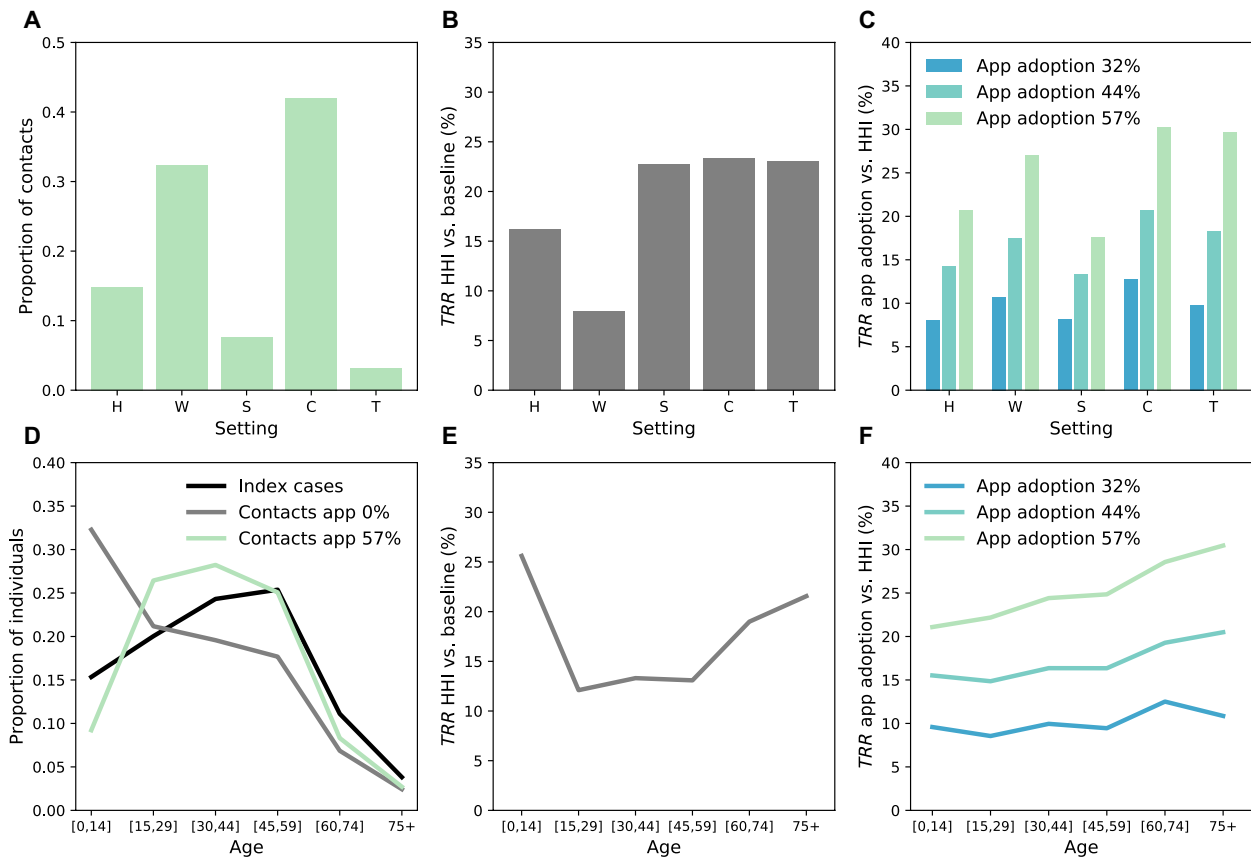 A
Proportion of contacts
0.5
0.4
0.3
0.2
0.1
0.0
H W S C T
Setting
B
TRR HHI vs. baseline (%)
35
30
25
20
15
10
5
0
H W S C T
Setting
C
TRR app adoption vs. HHI (%)
40
35
30
25
20
15
10
5
0
App adoption 32%
App adoption 44%
App adoption 57%
H W S C T
Setting
D
Proportion of individuals
0.40
0.35
0.30
0.25
0.20
0.15
0.10
0.05
0.00
Index cases
Contacts app 0%
Contacts app 57%
[0,14] [15,29] [30,44] [45,59] [60,74] 75+
Age
E
TRR HHI vs. baseline (%)
35
30
25
20
15
10
5
0
[0,14] [15,29] [30,44] [45,59] [60,74] 75+
Age
F
TRR app adoption vs. HHI (%)
40
35
30
25
20
15
10
5
0
App adoption 32%
App adoption 44%
App adoption 57%
[0,14] [15,29] [30,44] [45,59] [60,74] 75+
Age